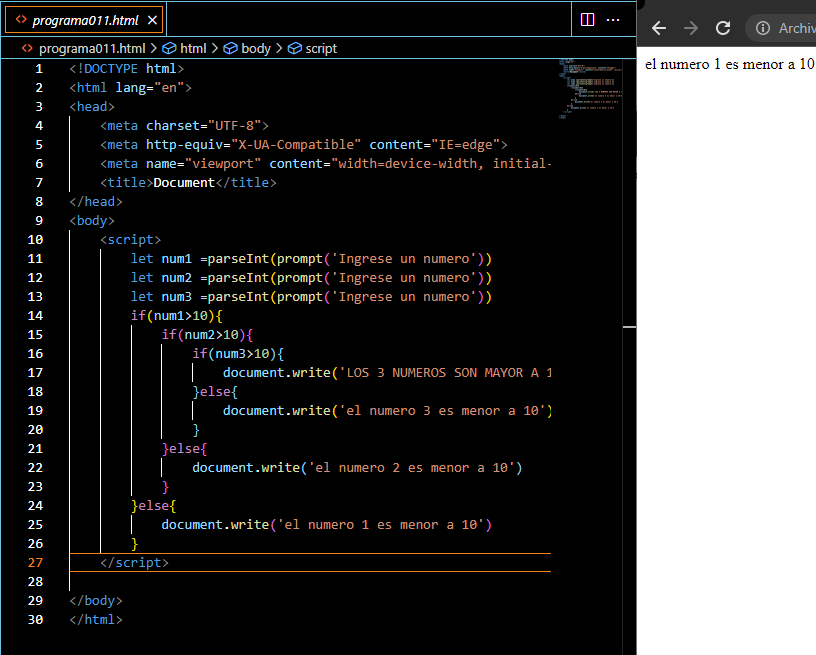 programa011.html
programa011.html > html > body > script
1 <!DOCTYPE html>
2 <html lang="en">
3 <head>
4 <meta charset="UTF-8">
5 <meta http-equiv="X-UA-Compatible" content="IE=edge">
6 <meta name="viewport" content="width=device-width, initial-
7 <title>Document</title>
8 </head>
9 <body>
10 <script>
11 let num1 =parseInt(prompt('Ingrese un numero'))
12 let num2 =parseInt(prompt('Ingrese un numero'))
13 let num3 =parseInt(prompt('Ingrese un numero'))
14 if(num1>10){
15 if(num2>10){
16 if(num3>10){
17 document.write('LOS 3 NUMEROS SON MAYOR A 1
18 }else{
19 document.write('el numero 3 es menor a 10')
20 }
21 }else{
22 document.write('el numero 2 es menor a 10')
23 }
24 }else{
25 document.write('el numero 1 es menor a 10')
26 }
27 </script>
28
29 </body>
30 </html>
Archiv
el numero 1 es menor a 10